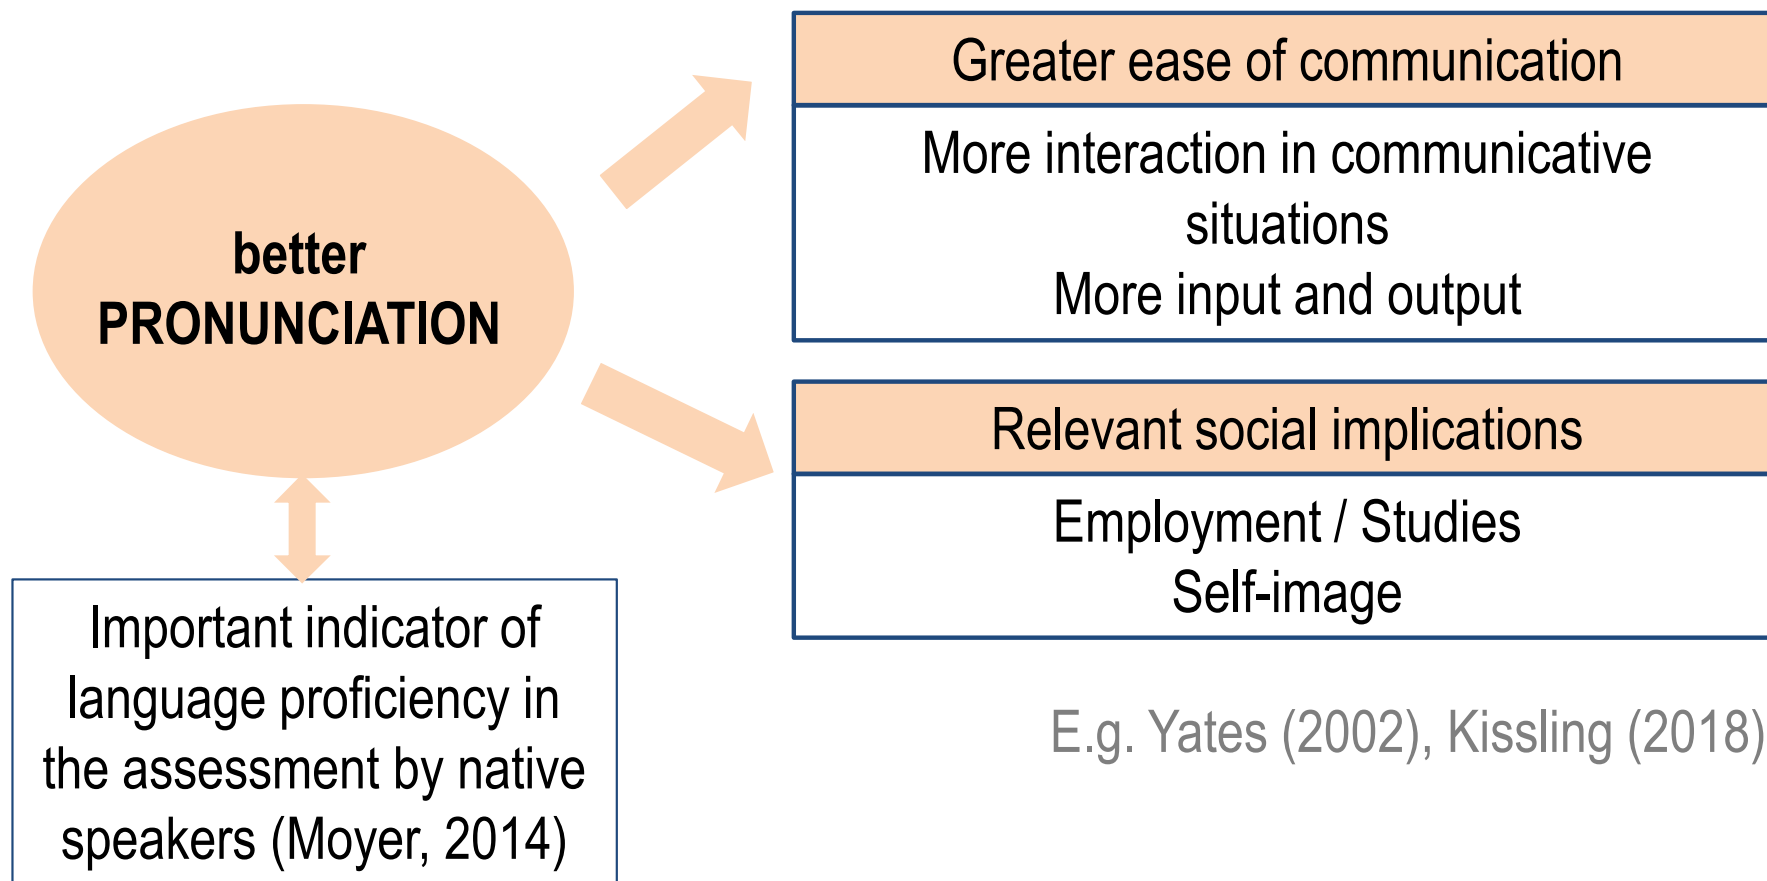 better
PRONUNCIATION
Greater ease of communication
More interaction in communicative
situations
More input and output
Relevant social implications
Employment / Studies
Self-image
Important indicator of
language proficiency in
the assessment by native
speakers (Moyer, 2014)
E.g. Yates (2002), Kissling (2018)